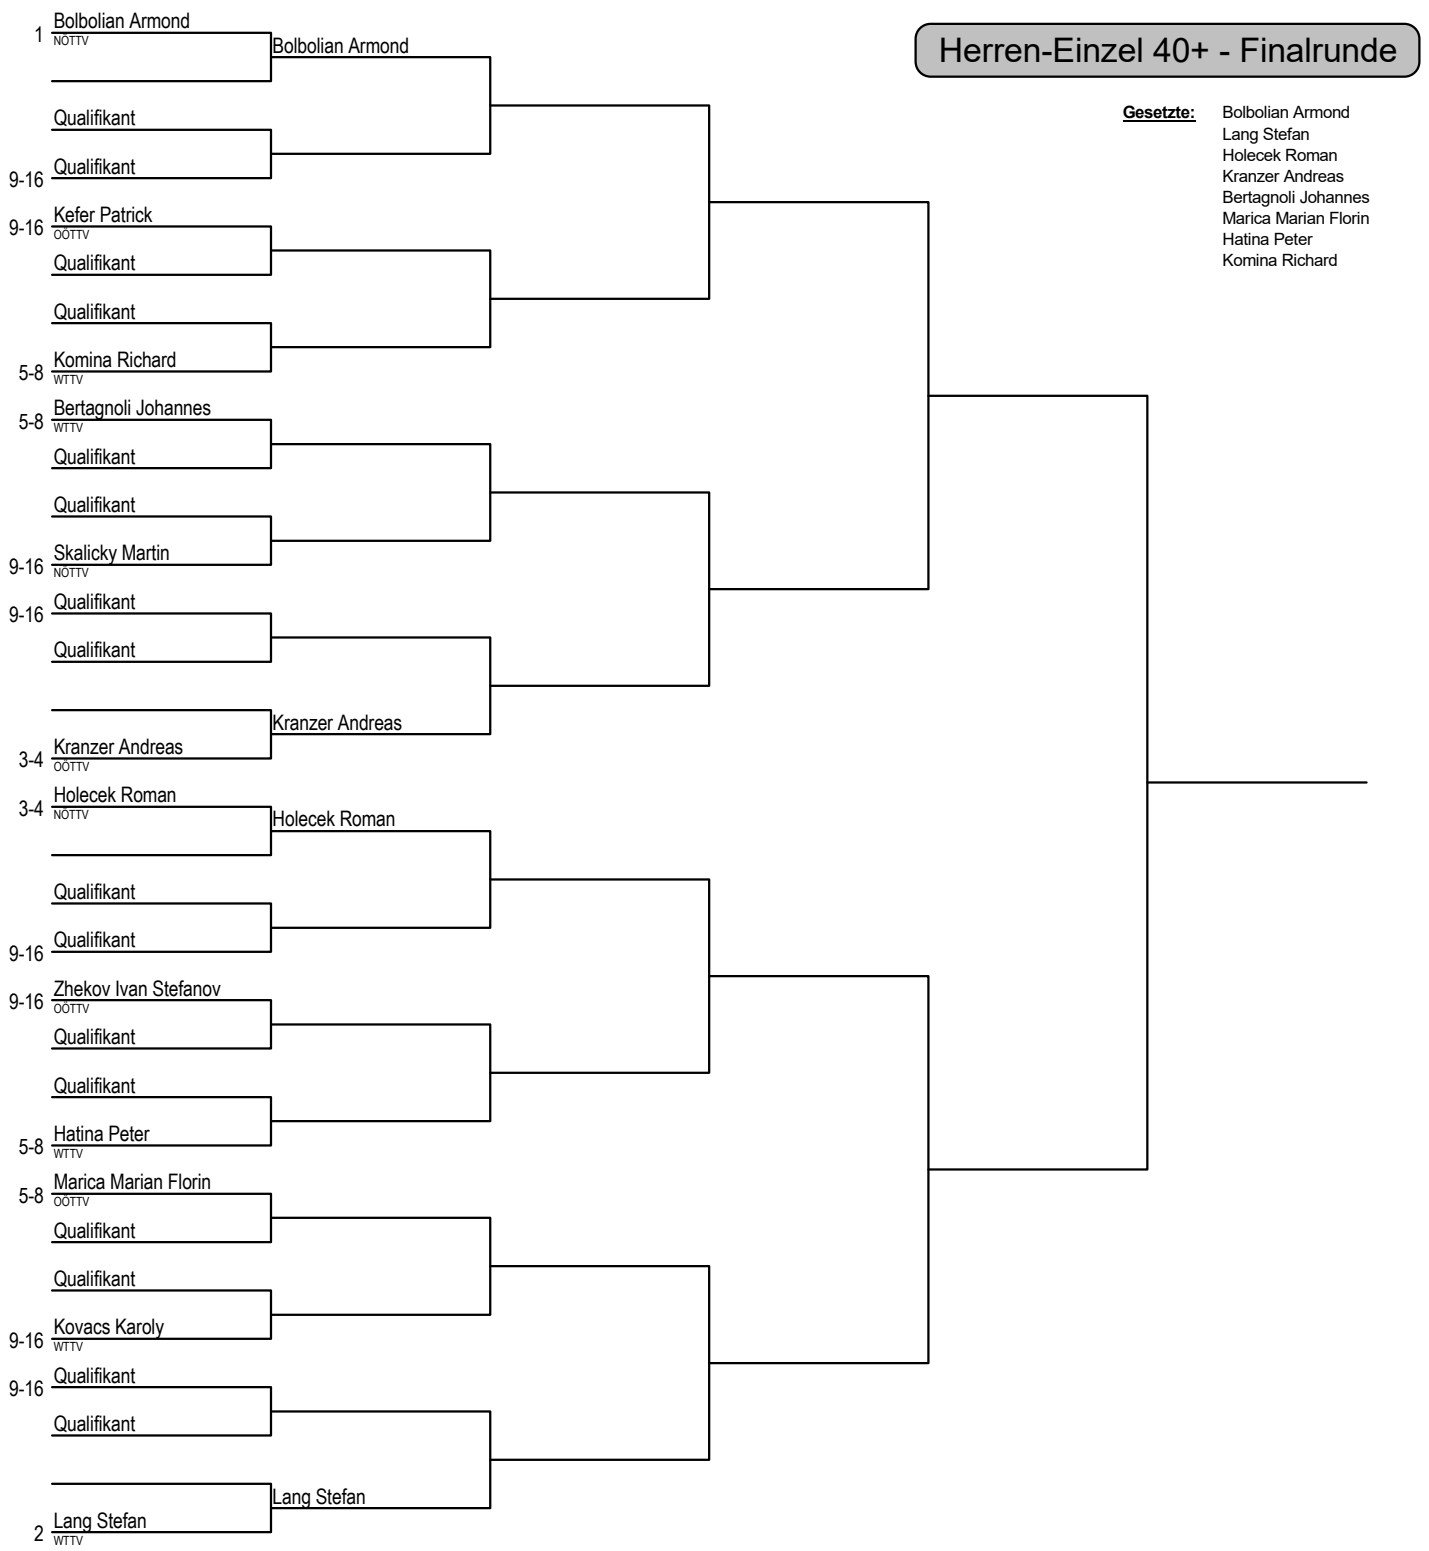 Herren-Einzel 40+ - Finalrunde
Gesetzte: Bolbolian Armond
Lang Stefan
Holecek Roman
Kranzer Andreas
Bertagnoli Johannes
Marica Marian Florin
Hatina Peter
Komina Richard
1 Bolbolian Armond
NÖTTV
Bolbolian Armond
Qualifikant
9-16 Qualifikant
9-16 Kefer Patrick
OÖTTV
Qualifikant
Qualifikant
5-8 Komina Richard
WTTV
5-8 Bertagnoli Johannes
WTTV
Qualifikant
Qualifikant
9-16 Skalicky Martin
NÖTTV
9-16 Qualifikant
Qualifikant
Kranzer Andreas
3-4 Kranzer Andreas
OÖTTV
3-4 Holecek Roman
NÖTTV
Holecek Roman
Qualifikant
9-16 Qualifikant
9-16 Zhekov Ivan Stefanov
OÖTTV
Qualifikant
Qualifikant
5-8 Hatina Peter
WTTV
5-8 Marica Marian Florin
OÖTTV
Qualifikant
Qualifikant
9-16 Kovacs Karoly
WTTV
9-16 Qualifikant
Qualifikant
Lang Stefan
2 Lang Stefan
WTTV